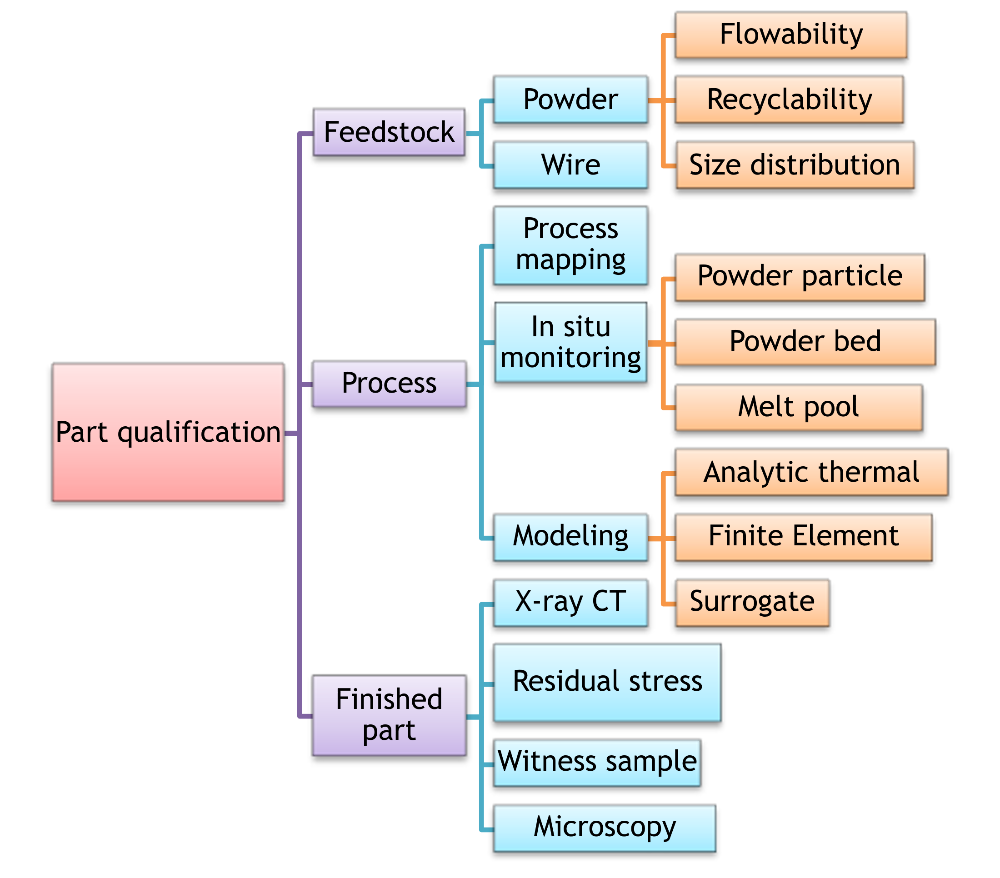 Part qualification
Feedstock
Powder
Flowability
Recyclability
Size distribution
Wire
Process
Process
mapping
In situ
monitoring
Powder particle
Powder bed
Melt pool
Modeling
Analytic thermal
Finite Element
Surrogate
Finished
part
X-ray CT
Residual stress
Witness sample
Microscopy